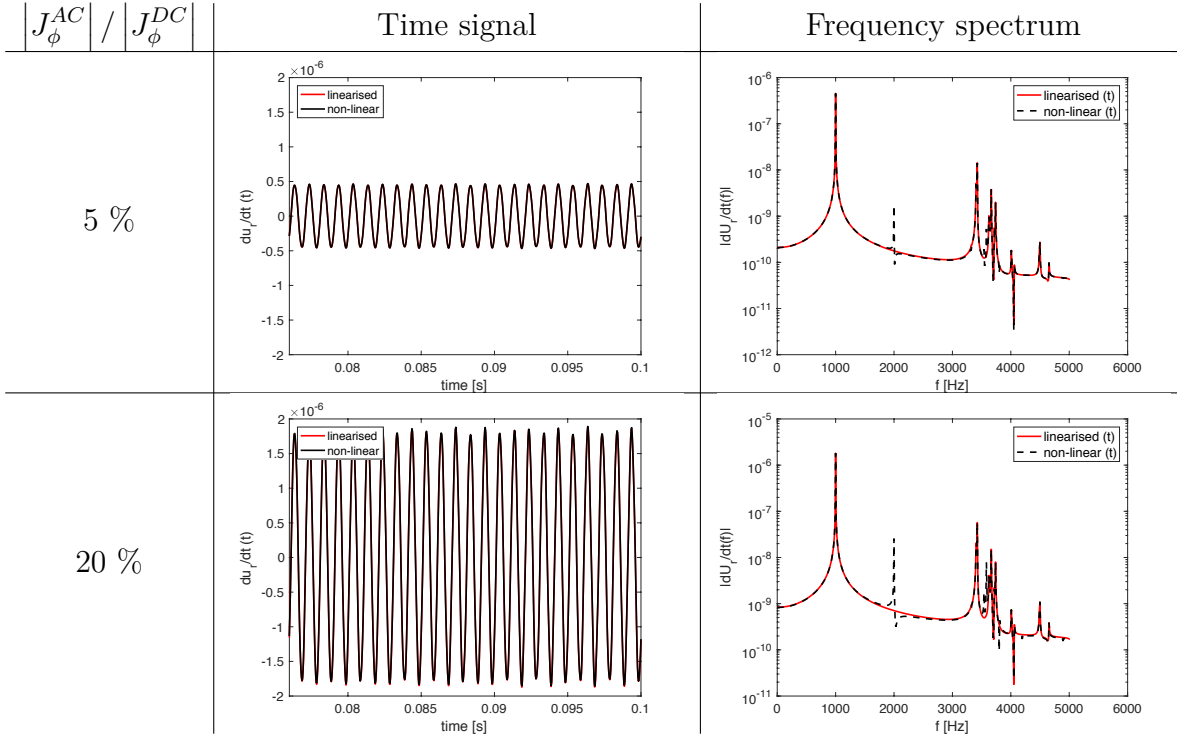 |J_ϕ^{AC}| / |J_ϕ^{DC}| Time signal Frequency spectrum
5 %
×10^{-6}
2
1.5
1
0.5
0
-0.5
-1
-1.5
-2
du_r/dt (t)
linearised
non-linear
0.08 0.085 0.09 0.095 0.1
time [s]
10^{-6}
10^{-7}
10^{-8}
10^{-9}
10^{-10}
10^{-11}
10^{-12}
|dU_r/dt(f)|
linearised (t)
non-linear (t)
0 1000 2000 3000 4000 5000 6000
f [Hz]
20 %
×10^{-6}
2
1.5
1
0.5
0
-0.5
-1
-1.5
-2
du_r/dt (t)
linearised
non-linear
0.08 0.085 0.09 0.095 0.1
time [s]
10^{-5}
10^{-6}
10^{-7}
10^{-8}
10^{-9}
10^{-10}
10^{-11}
|dU_r/dt(f)|
linearised (t)
non-linear (t)
0 1000 2000 3000 4000 5000 6000
f [Hz]